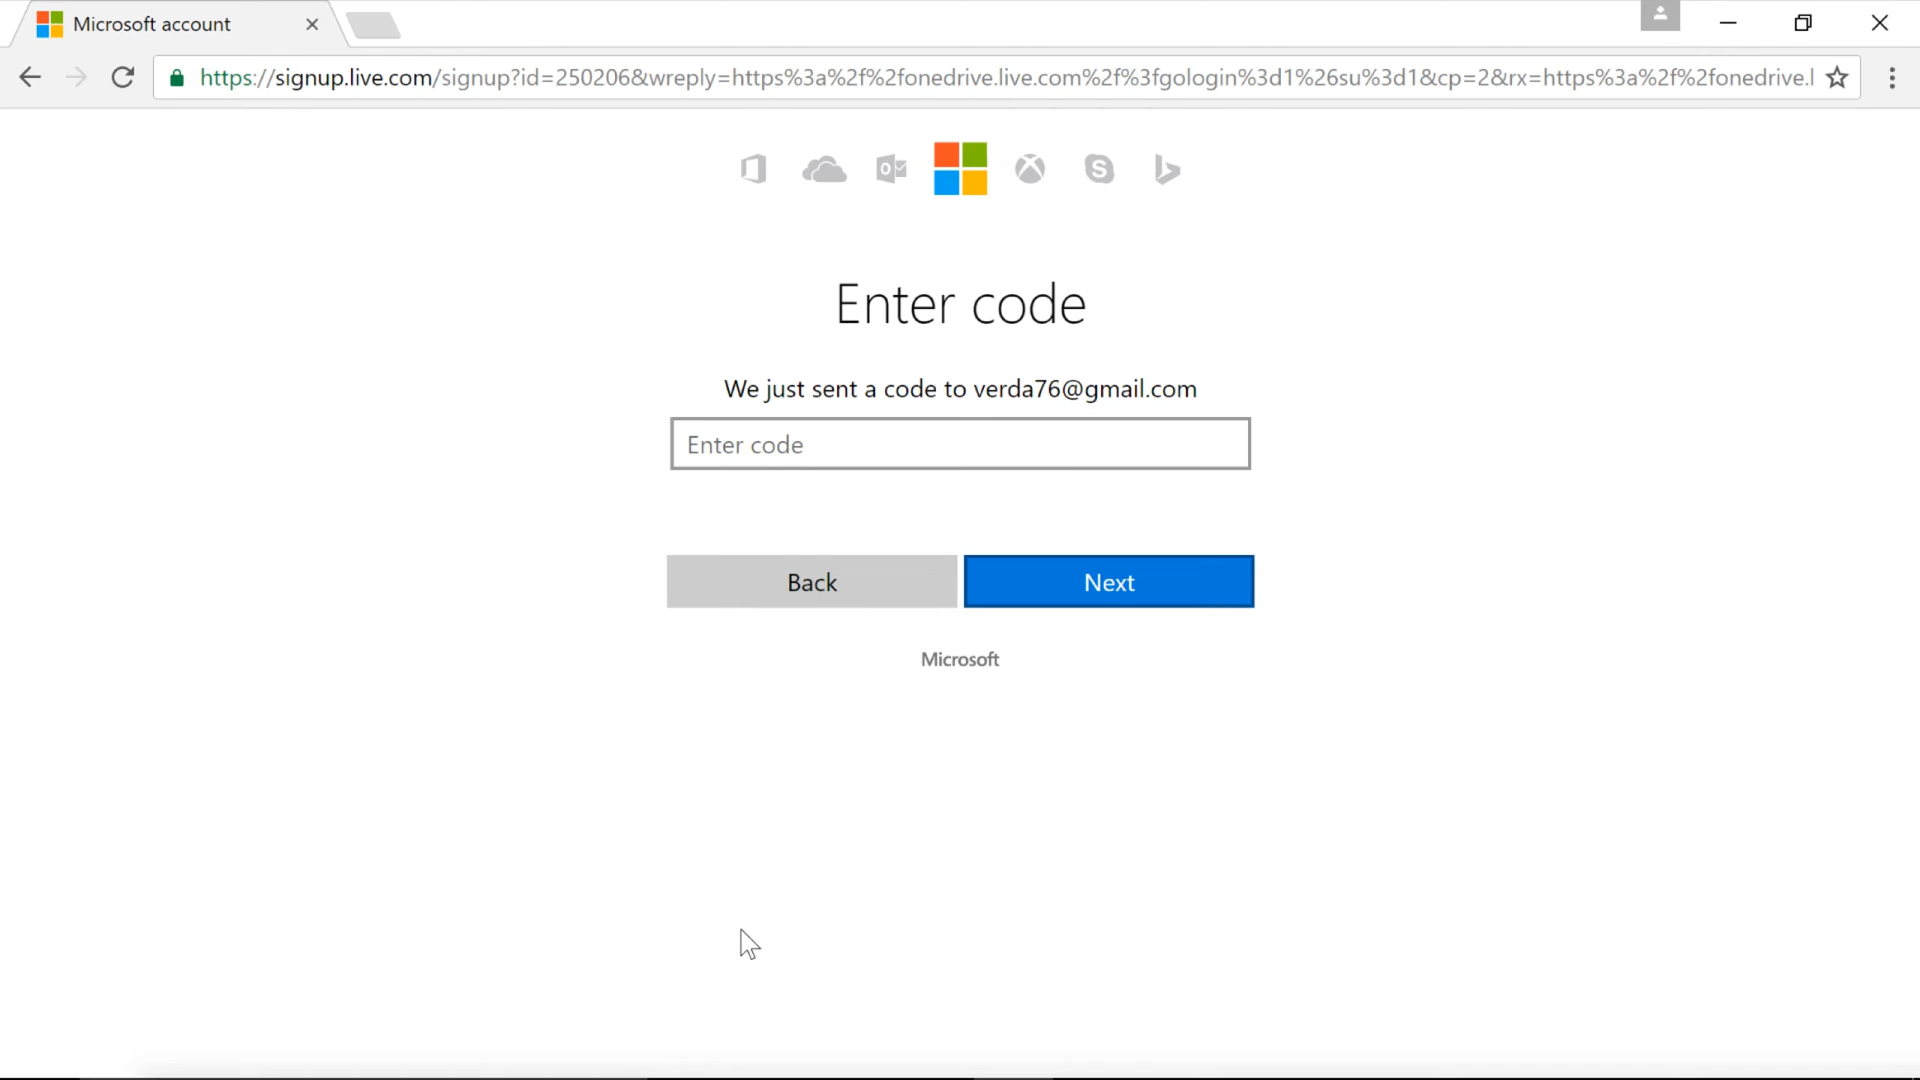 Microsoft account
https://signup.live.com/signup?id=250206&wreply=https%3a%2f%2fonedrive.live.com%2f%3fgologin%3d1%26su%3d1&cp=2&rx=https%3a%2f%2fonedrive.l
Enter code
We just sent a code to verda76@gmail.com
Enter code
Back
Next
Microsoft